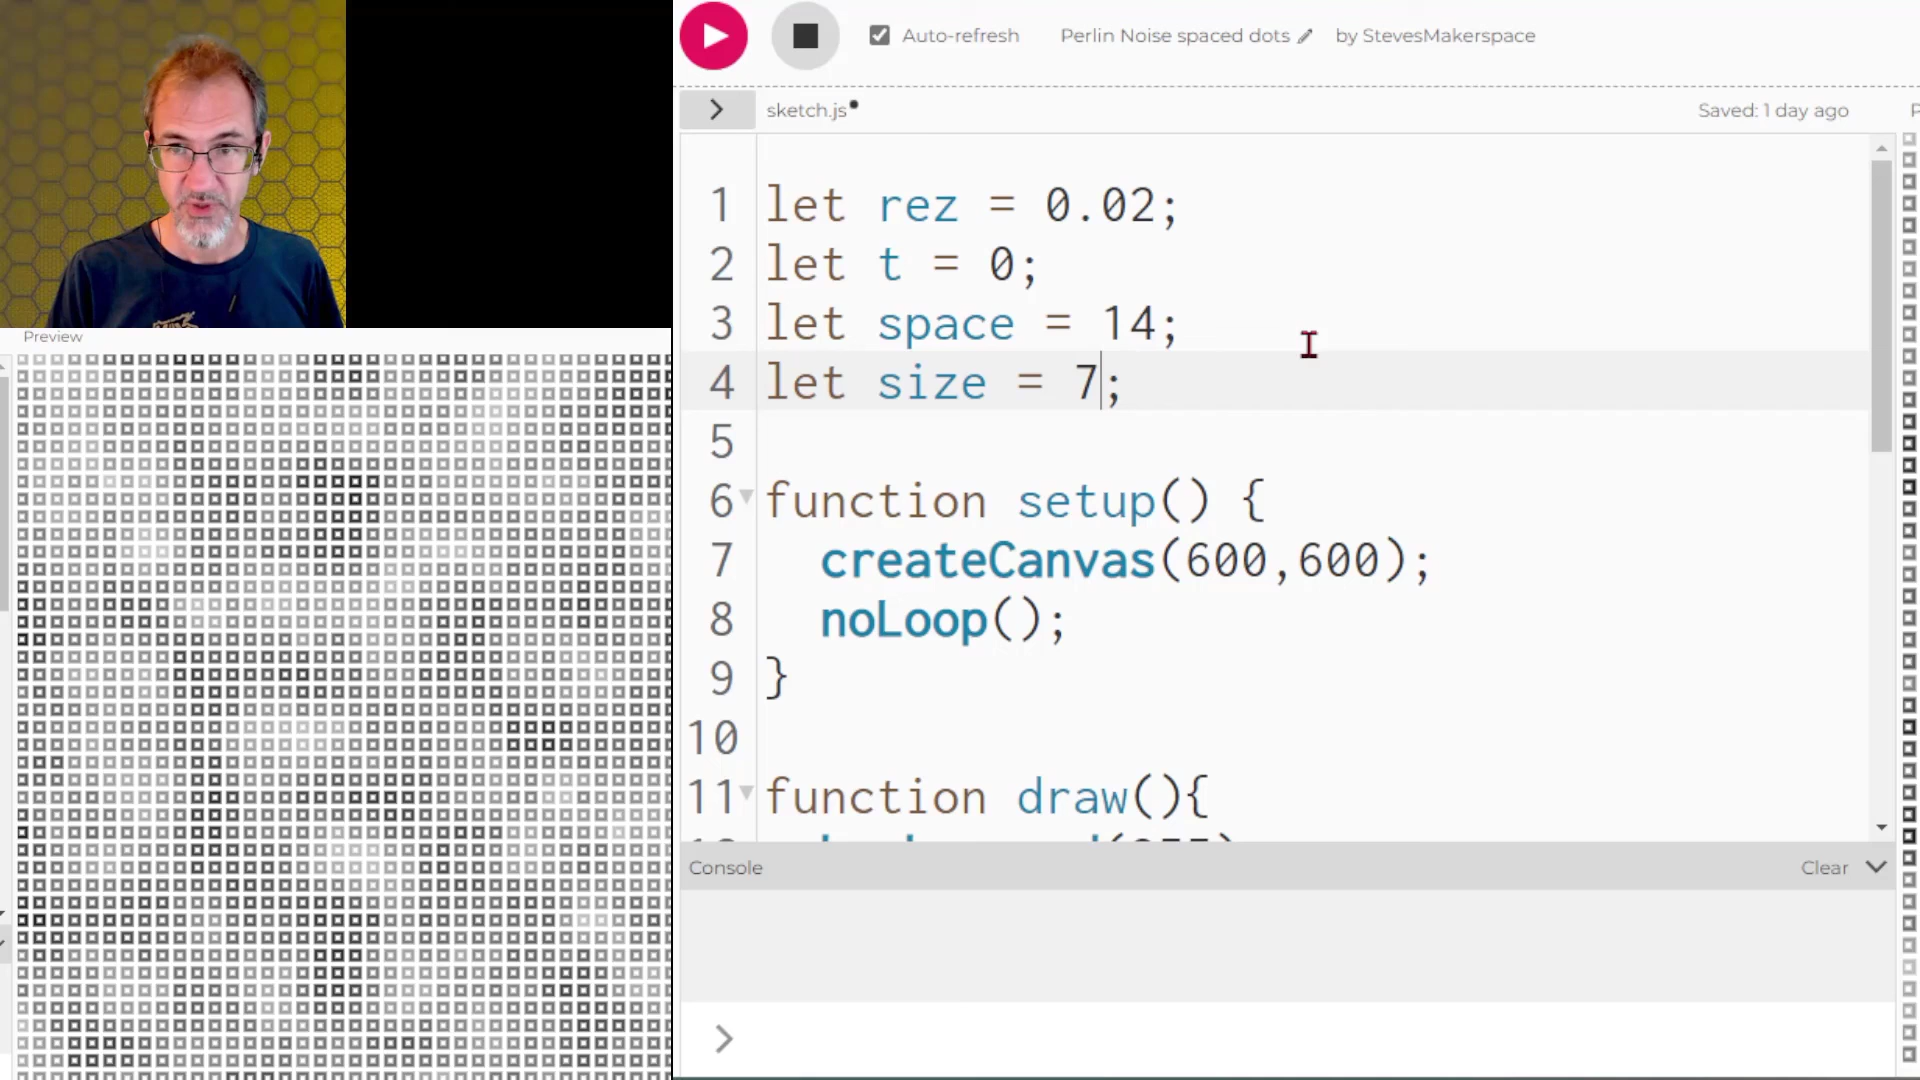 Auto-refresh
Perlin Noise spaced dots
by StevesMakerspace
sketch.js
Saved: 1 day ago
Preview
1 let rez = 0.02;
2 let t = 0;
3 let space = 14;
4 let size = 7;
5
6 function setup() {
7 createCanvas(600,600);
8 noLoop();
9 }
10
11 function draw(){
Console
Clear